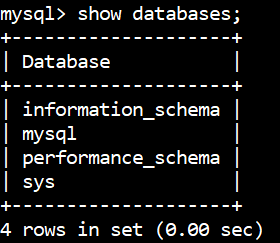 mysql> show databases;
+--------------------+
| Database           |
+--------------------+
| information_schema |
| mysql              |
| performance_schema |
| sys                |
+--------------------+
4 rows in set (0.00 sec)